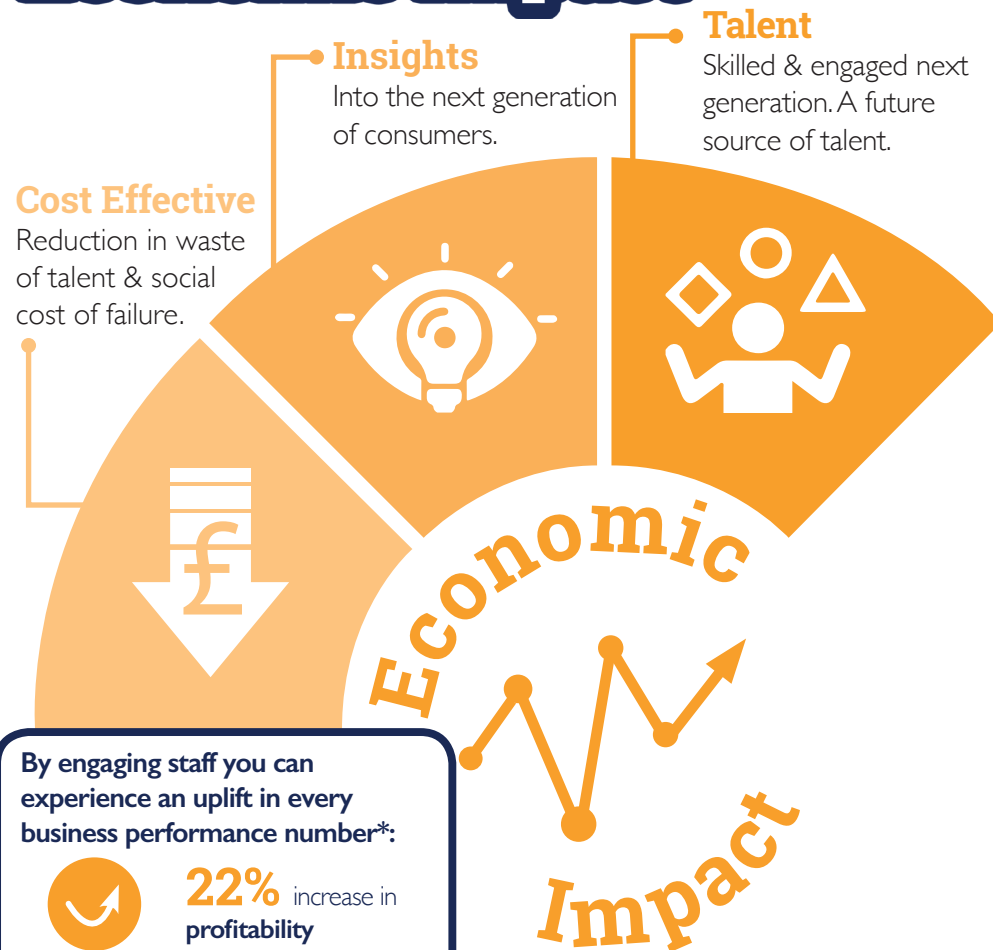 Talent
Skilled & engaged next
generation. A future
source of talent.
Insights
Into the next generation
of consumers.
Cost Effective
Reduction in waste
of talent & social
cost of failure.
£
Economic
Impact
By engaging staff you can
experience an uplift in every
business performance number*:
22% increase in
profitability